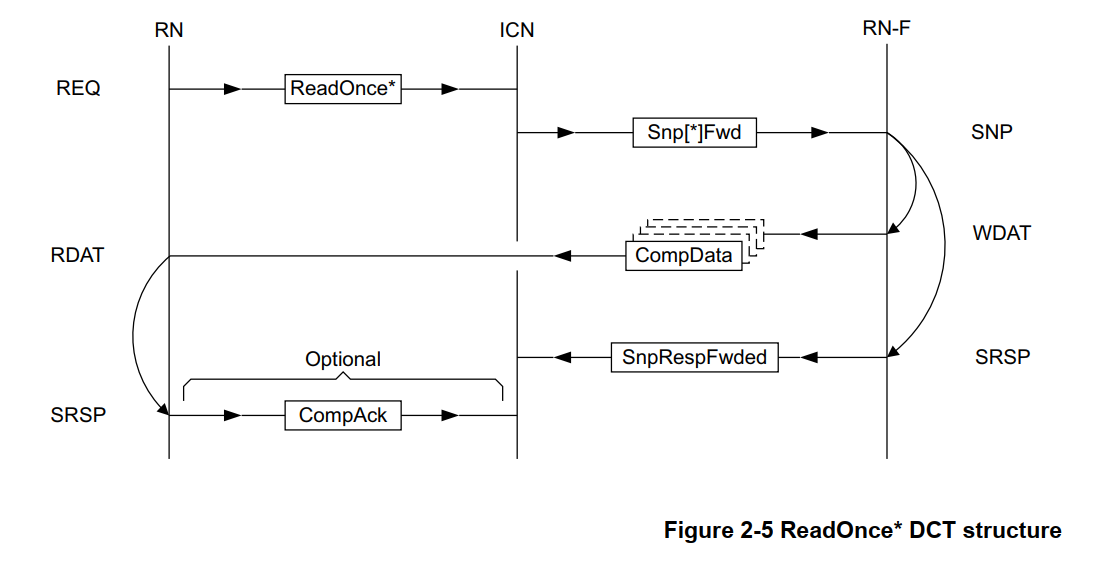 RN
ICN
RN-F
REQ
ReadOnce*
Snp[*]Fwd
SNP
WDAT
RDAT
CompData
Optional
SnpRespFwded
SRSP
SRSP
CompAck
Figure 2-5 ReadOnce* DCT structure